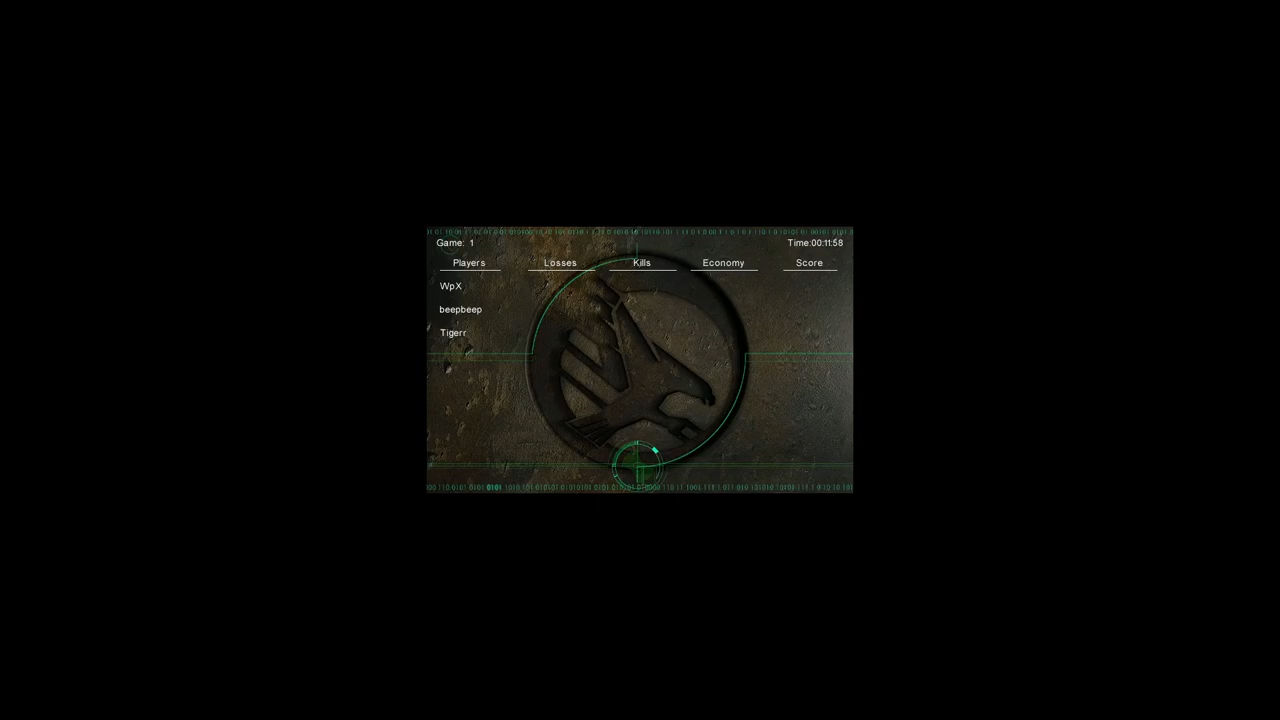 Game: 1 Time:00:11:58
Players Losses Kills Economy Score
WpX
beepbeep
Tigerr